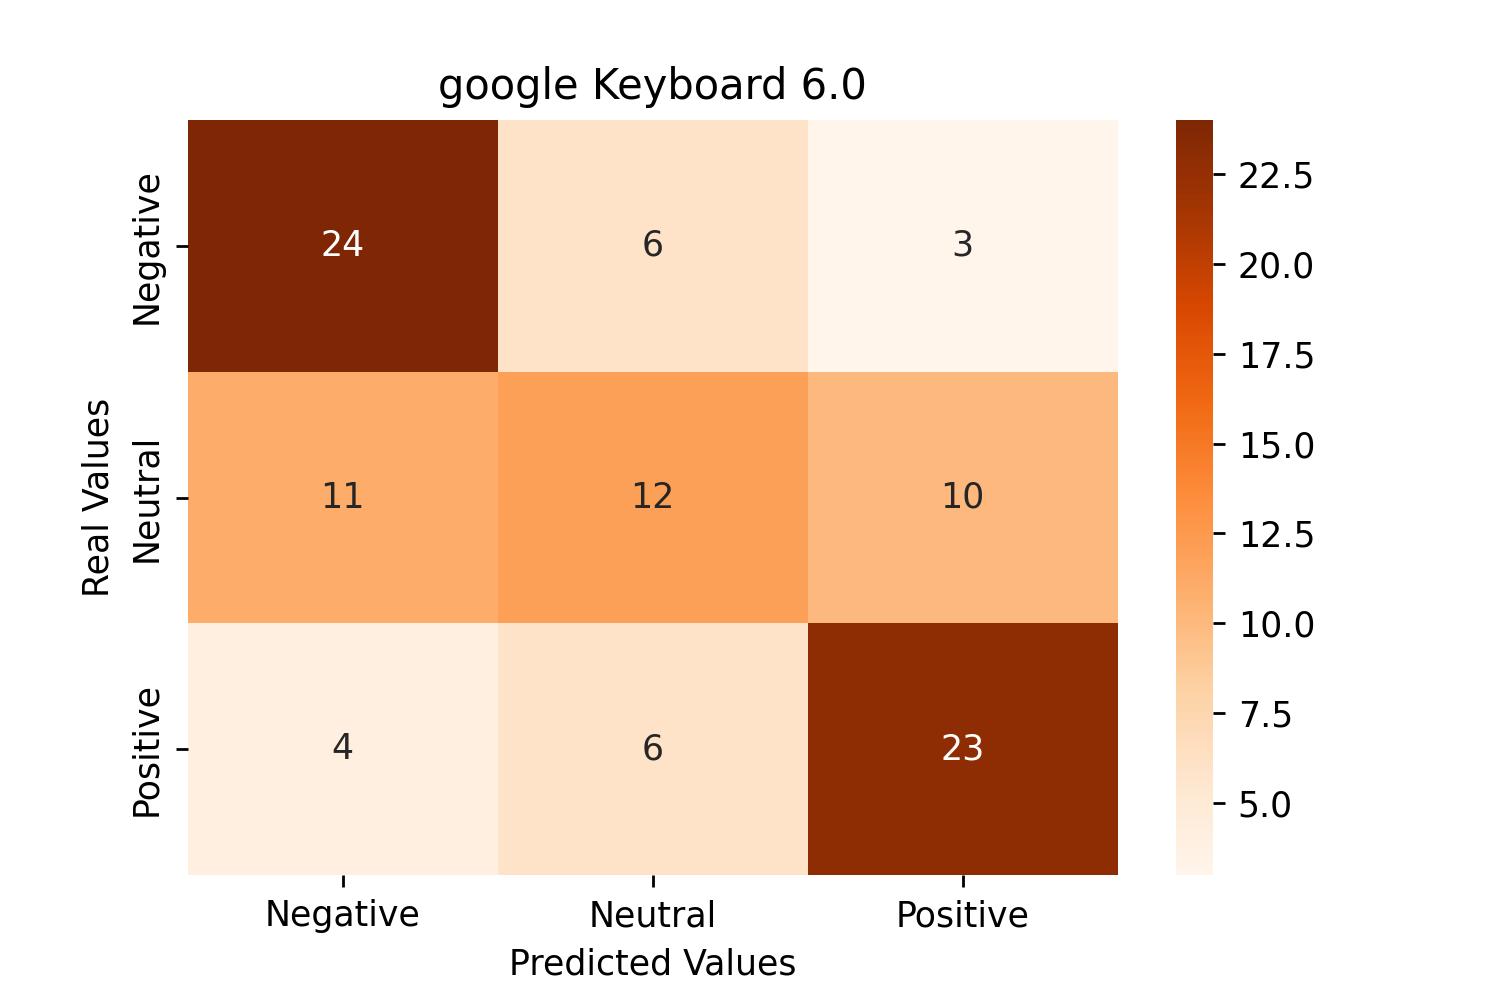 google Keyboard 6.0
Real Values
Negative
24
6
3
Neutral
11
12
10
Positive
4
6
23
Negative
Neutral
Positive
Predicted Values
22.5
20.0
17.5
15.0
12.5
10.0
7.5
5.0